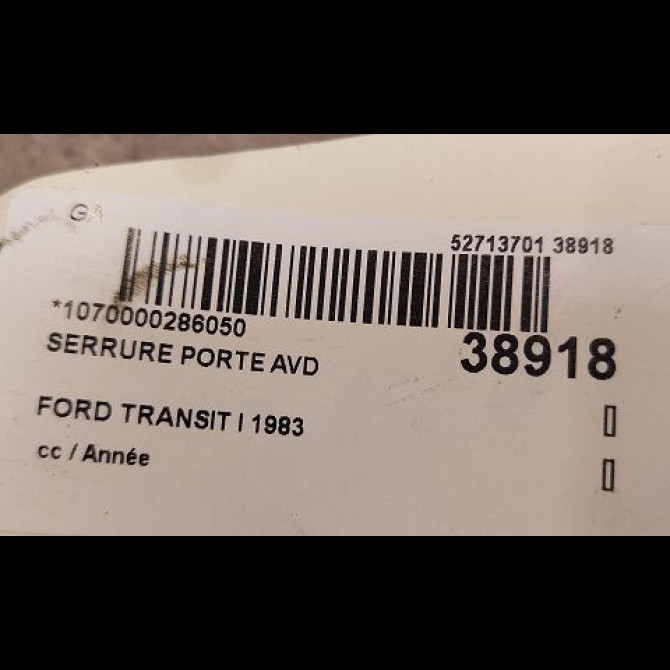 GA
52713701 38918
*1070000286050
38918
SERRURE PORTE AVD
FORD TRANSIT I 1983
cc / Année